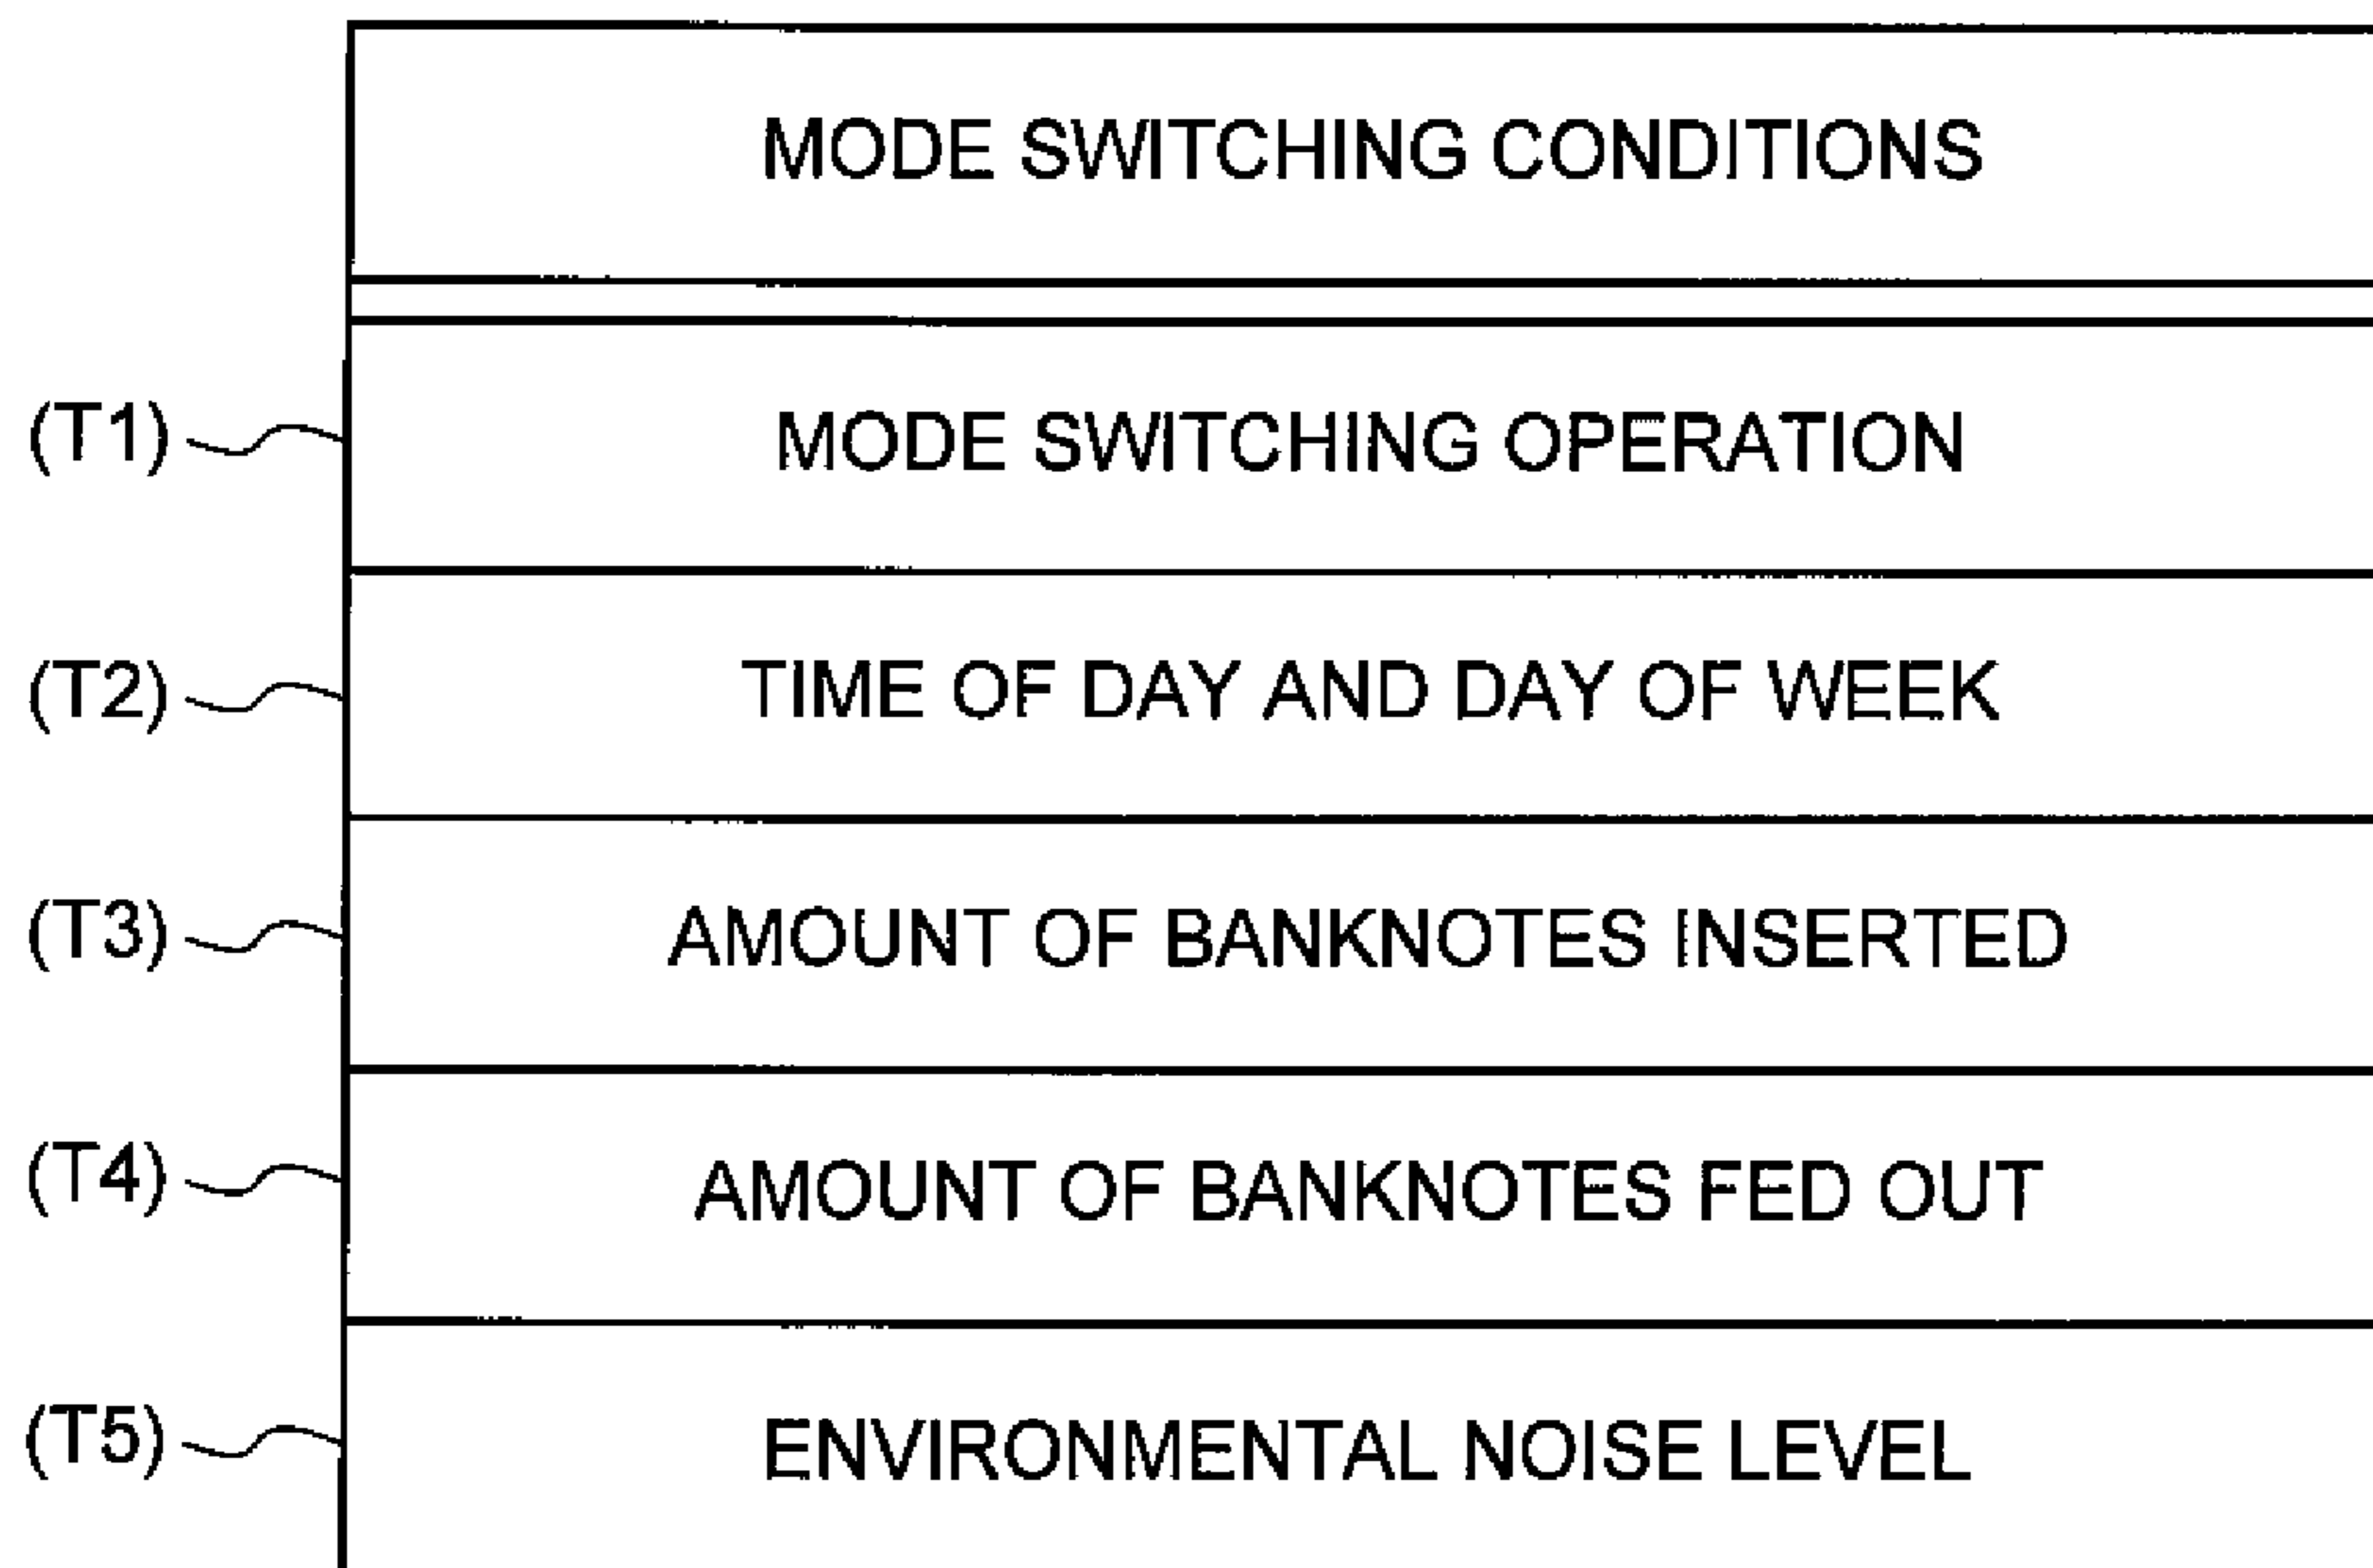 MODE SWITCHING CONDITIONS
(T1) MODE SWITCHING OPERATION
(T2) TIME OF DAY AND DAY OF WEEK
(T3) AMOUNT OF BANKNOTES INSERTED
(T4) AMOUNT OF BANKNOTES FED OUT
(T5) ENVIRONMENTAL NOISE LEVEL